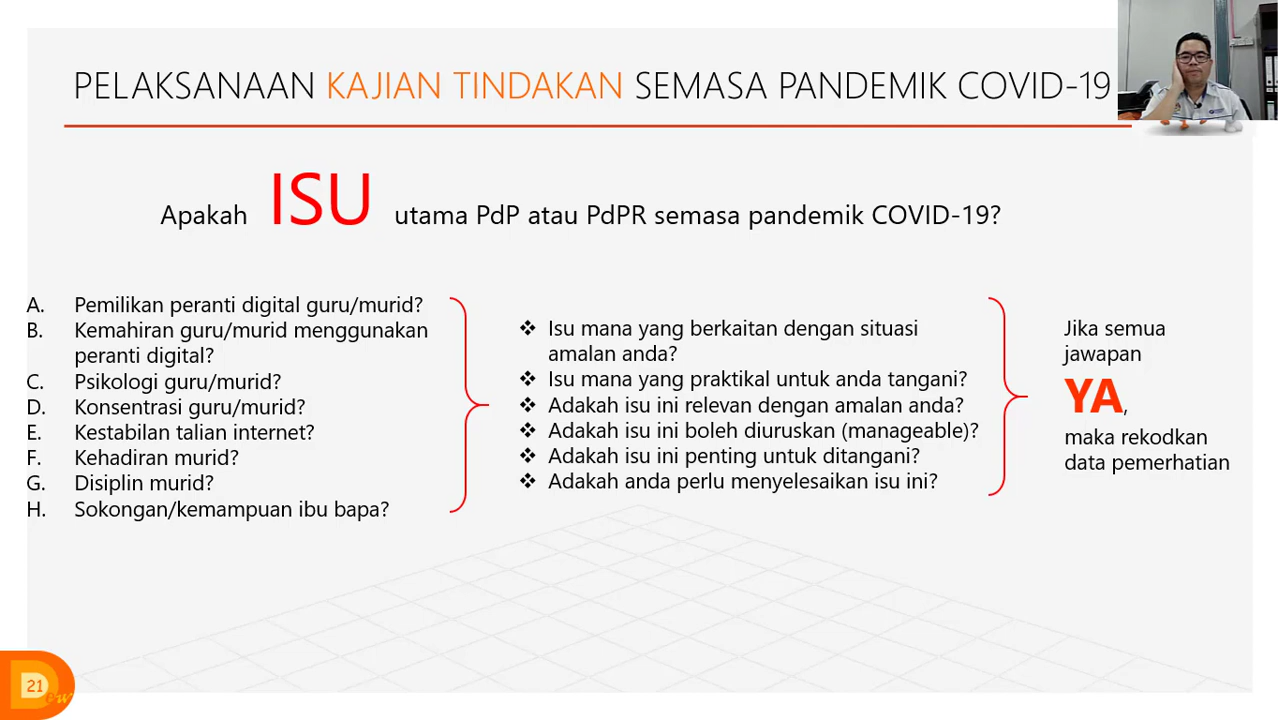 PELAKSANAAN KAJIAN TINDAKAN SEMASA PANDEMIK COVID-19
Apakah ISU utama PdP atau PdPR semasa pandemik COVID-19?
A. Pemilikan peranti digital guru/murid?
B. Kemahiran guru/murid menggunakan
peranti digital?
C. Psikologi guru/murid?
D. Konsentrasi guru/murid?
E. Kestabilan talian internet?
F. Kehadiran murid?
G. Disiplin murid?
H. Sokongan/kemampuan ibu bapa?
❖ Isu mana yang berkaitan dengan situasi
amalan anda?
❖ Isu mana yang praktikal untuk anda tangani?
❖ Adakah isu ini relevan dengan amalan anda?
❖ Adakah isu ini boleh diuruskan (manageable)?
❖ Adakah isu ini penting untuk ditangani?
❖ Adakah anda perlu menyelesaikan isu ini?
Jika semua
jawapan
YA,
maka rekodkan
data pemerhatian
21